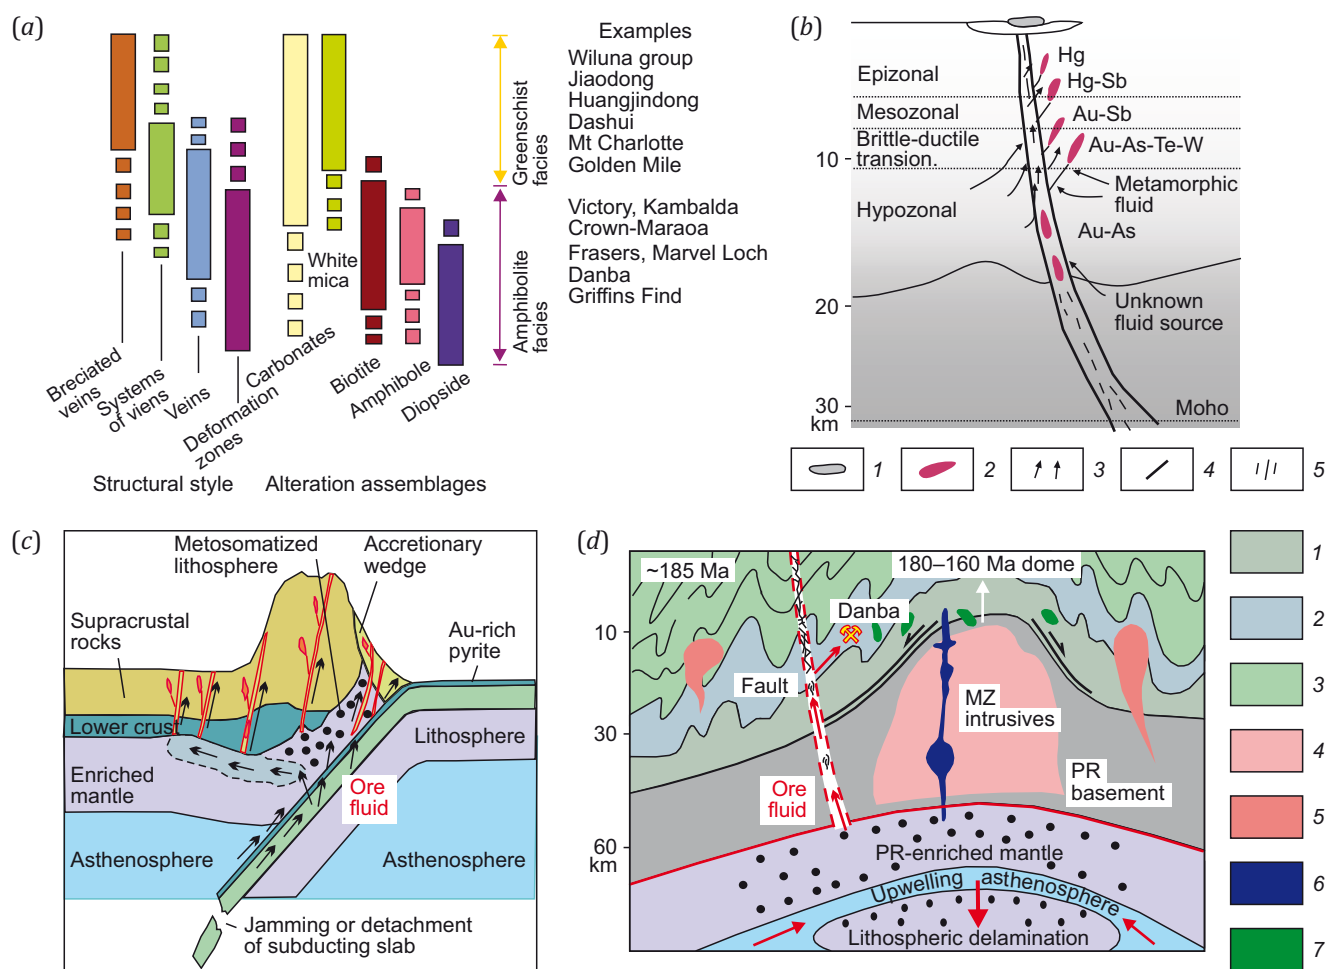 (a)
Examples
Wiluna group
Jiaodong
Huangjindong
Dashui
Mt Charlotte
Golden Mile
Victory, Kambalda
Crown-Maraoa
Frasers, Marvel Loch
Danba
Griffins Find
Greenschist
facies
Amphibolite
facies
White
mica
Breciated
veins
Systems
of viens
Veins
Deformation
zones
Carbonates
Biotite
Amphibole
Diopside
Structural style
Alteration assemblages
(b)
Epizonal
Mesozonal
Brittle-ductile
transion.
Hypozonal
Hg
Hg-Sb
Au-Sb
Au-As-Te-W
Metamorphic
fluid
Au-As
Unknown
fluid source
Moho
10
20
30
km
1
2
3
4
5
(c)
Metosomatized
lithosphere
Accretionary
wedge
Supracrustal
rocks
Au-rich
pyrite
Lower crust
Lithosphere
Enriched
mantle
Ore
fluid
Asthenosphere
Asthenosphere
Jamming or detachment
of subducting slab
(d)
~185 Ma
180–160 Ma dome
Danba
Fault
MZ
intrusives
Ore
fluid
PR
basement
PR-enriched mantle
Upwelling asthenosphere
Lithospheric delamination
10
30
60
km
1
2
3
4
5
6
7